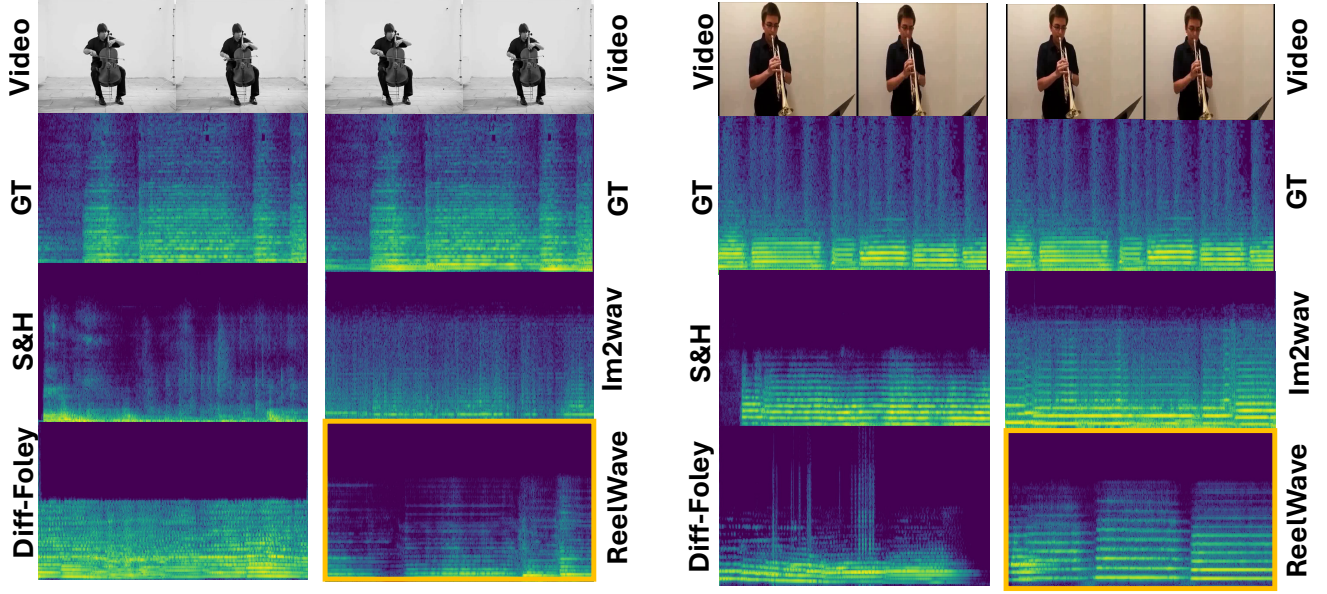 Video
Video
GT
GT
S&H
Im2wav
Diff-Foley
ReelWave
Video
Video
GT
GT
S&H
Im2wav
Diff-Foley
ReelWave